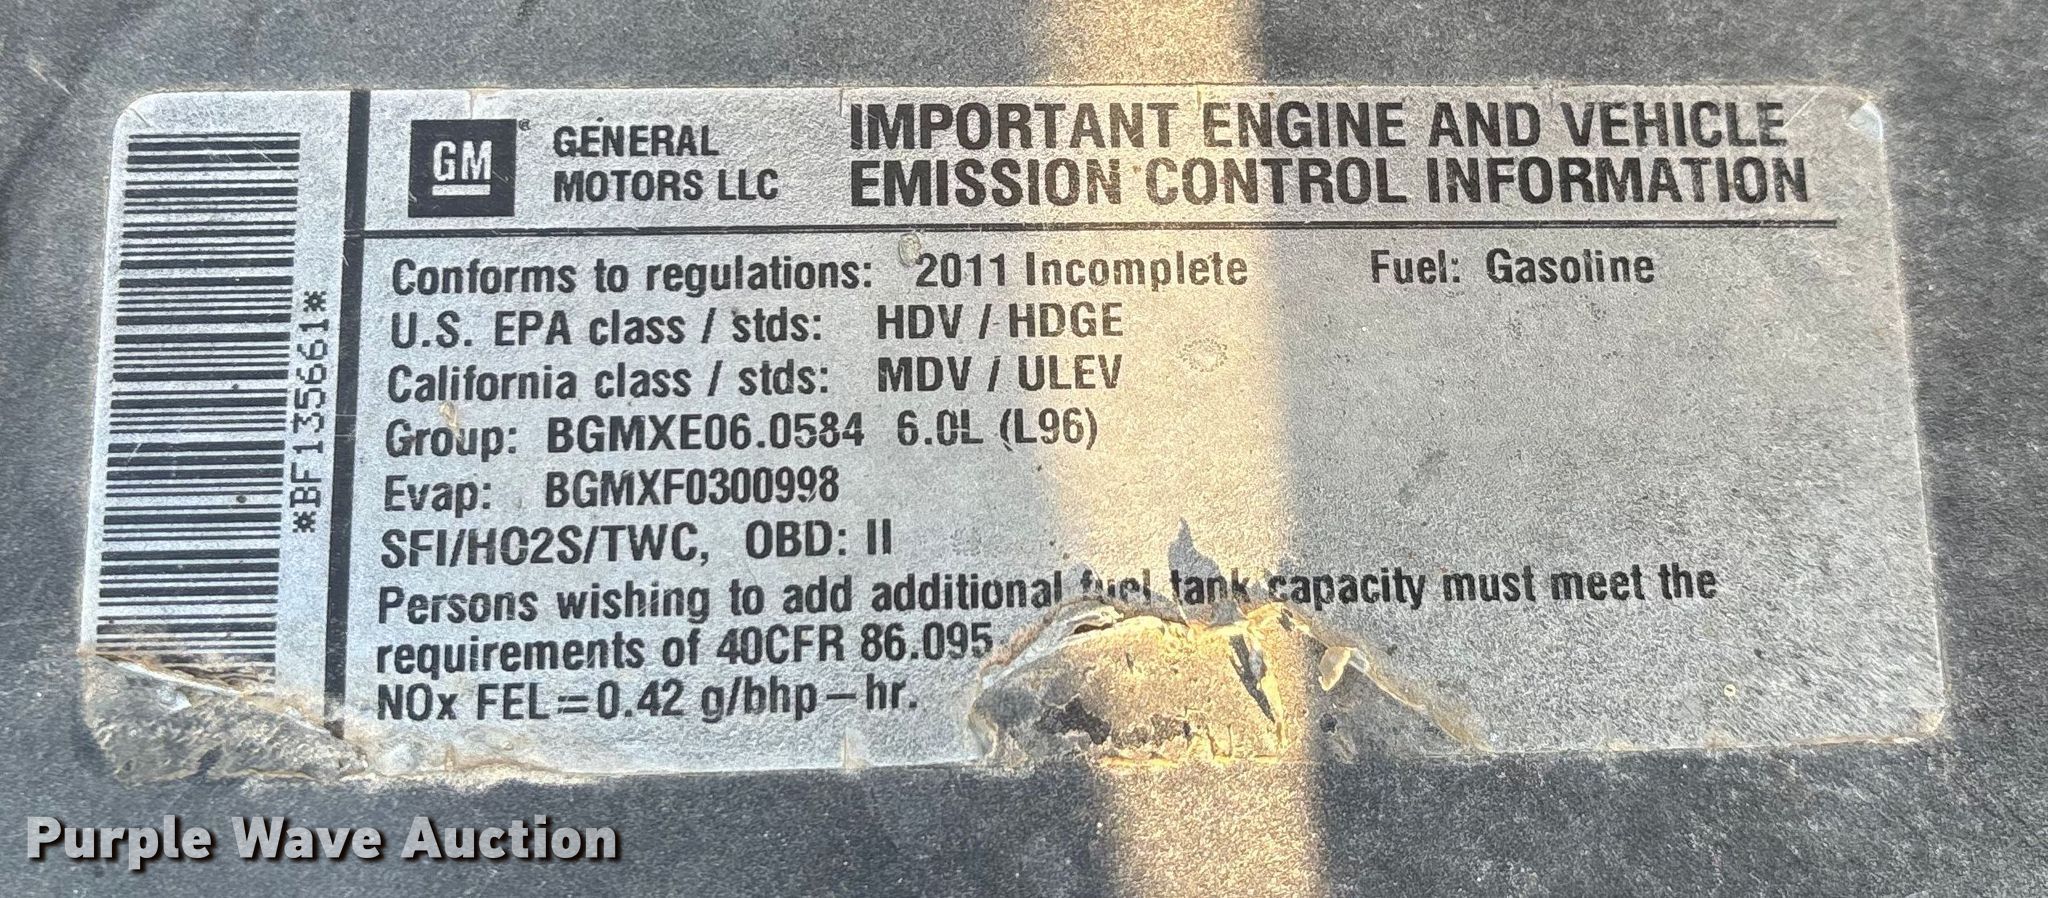 *BF135661*
GM® GENERAL MOTORS LLC
IMPORTANT ENGINE AND VEHICLE
EMISSION CONTROL INFORMATION
Conforms to regulations: 2011 Incomplete Fuel: Gasoline
U.S. EPA class / stds: HDV / HDGE
California class / stds: MDV / ULEV
Group: BGMXE06.0584 6.0L (L96)
Evap: BGMXF0300998
SFI/HO2S/TWC, OBD: II
Persons wishing to add additional fuel tank capacity must meet the
requirements of 40CFR 86.095
NOx FEL=0.42 g/bhp-hr.
Purple Wave Auction